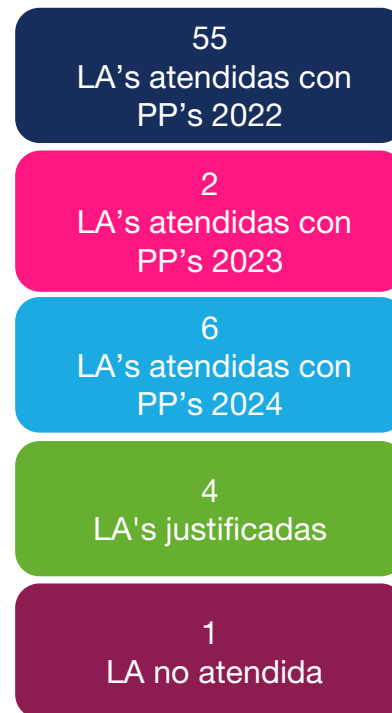 55
LA’s atendidas con
PP’s 2022
2
LA’s atendidas con
PP’s 2023
6
LA’s atendidas con
PP’s 2024
4
LA's justificadas
1
LA no atendida